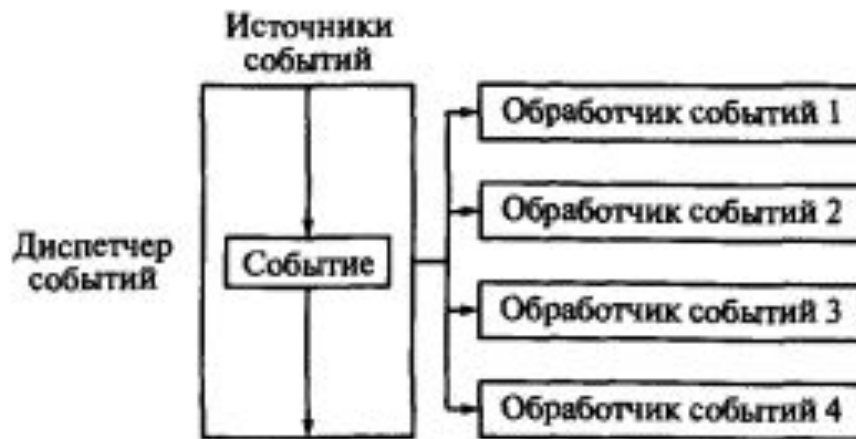 Источники
событий
Обработчик событий 1
Обработчик событий 2
Диспетчер
событий
Событие
Обработчик событий 3
Обработчик событий 4